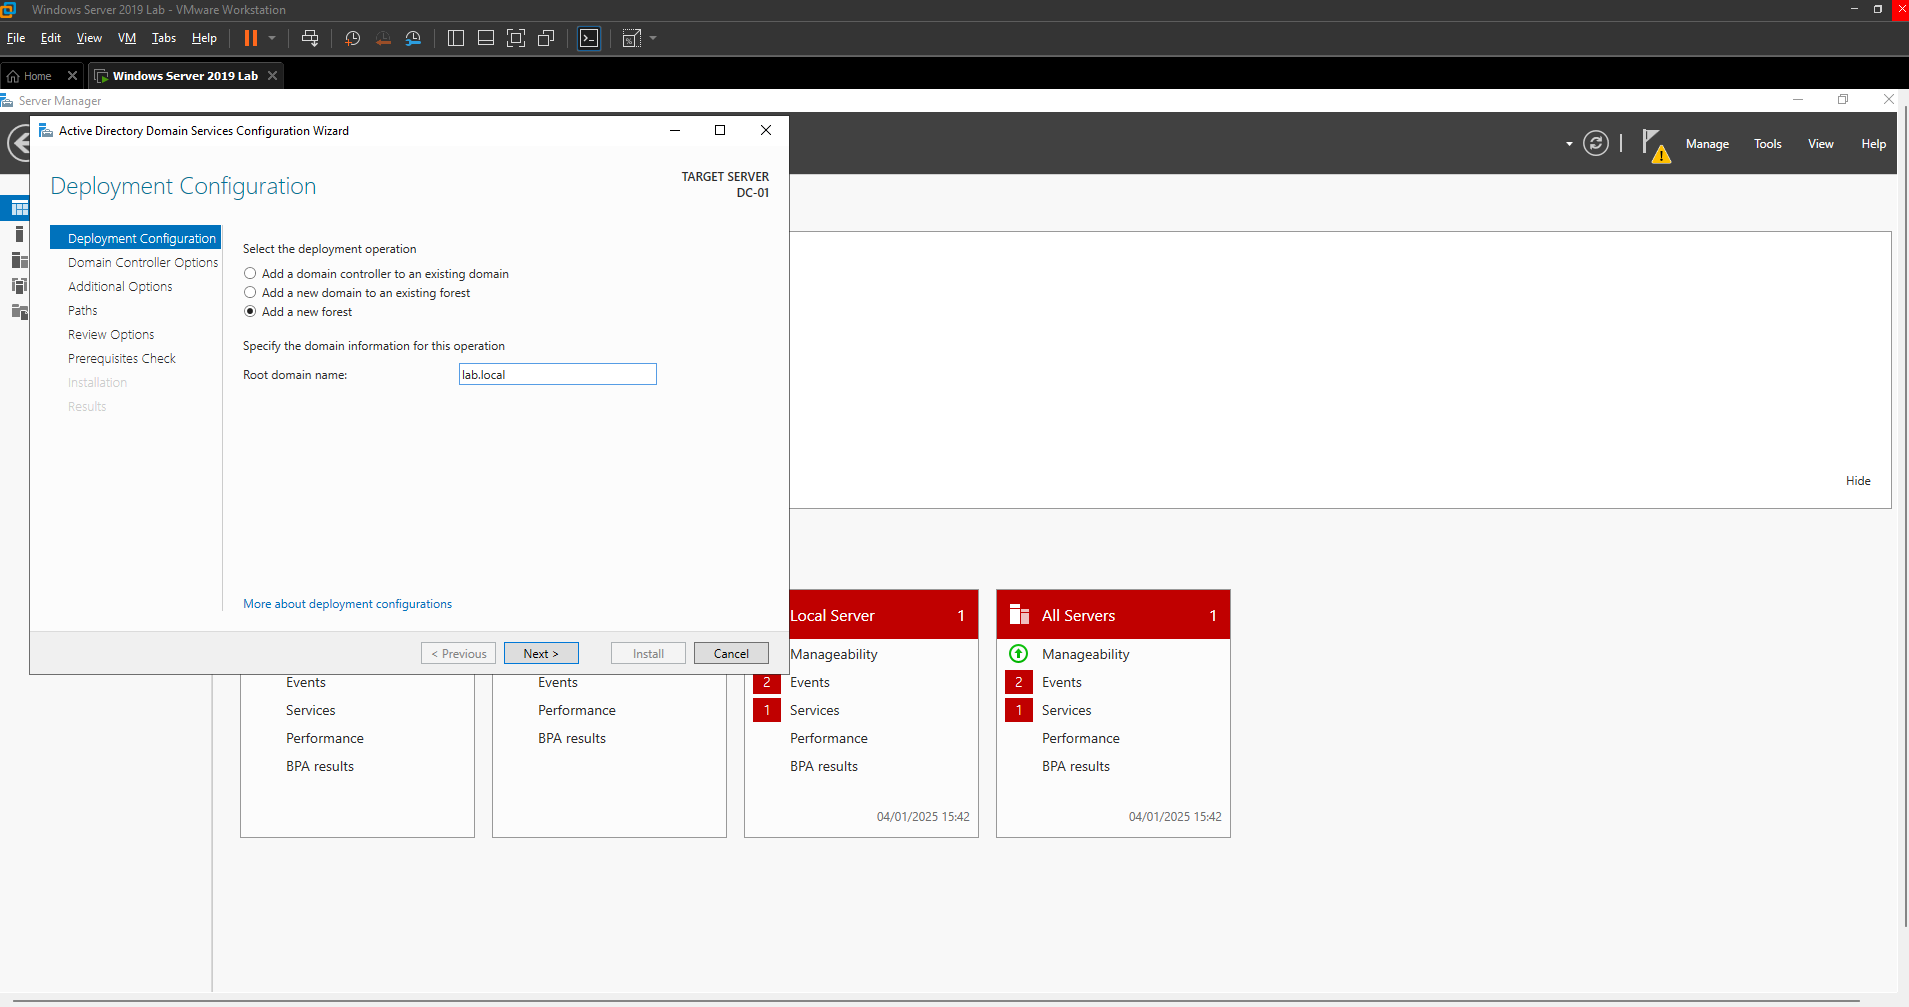 Windows Server 2019 Lab - VMware Workstation
File Edit View VM Tabs Help
Home
Windows Server 2019 Lab
Server Manager
Manage Tools View Help
Active Directory Domain Services Configuration Wizard
Deployment Configuration
TARGET SERVER
DC-01
Deployment Configuration
Domain Controller Options
Additional Options
Paths
Review Options
Prerequisites Check
Installation
Results
Select the deployment operation
Add a domain controller to an existing domain
Add a new domain to an existing forest
Add a new forest
Specify the domain information for this operation
Root domain name: lab.local
More about deployment configurations
< Previous Next > Install Cancel
Hide
Events
Services
Performance
BPA results
Events
Performance
BPA results
Local Server 1
Manageability
2 Events
1 Services
Performance
BPA results
04/01/2025 15:42
All Servers 1
Manageability
2 Events
1 Services
Performance
BPA results
04/01/2025 15:42